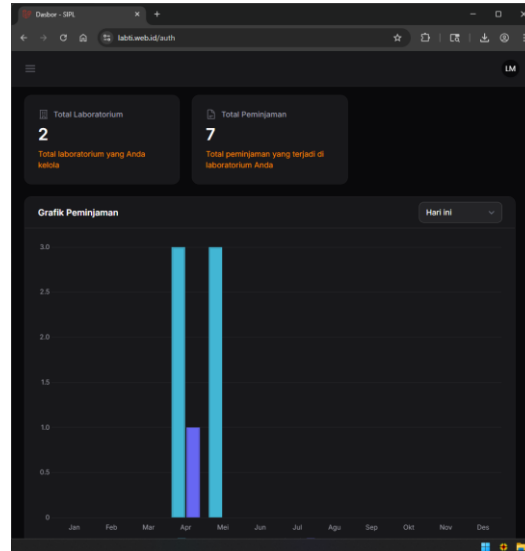 Dasbor - SIPL
labti.web.id/auth
LM
Total Laboratorium
2
Total laboratorium yang Anda
kelola
Total Peminjaman
7
Total peminjaman yang terjadi di
laboratorium Anda
Grafik Peminjaman
Hari ini
3.0
2.5
2.0
1.5
1.0
0.5
0
Jan Feb Mar Apr Mei Jun Jul Agu Sep Okt Nov Des